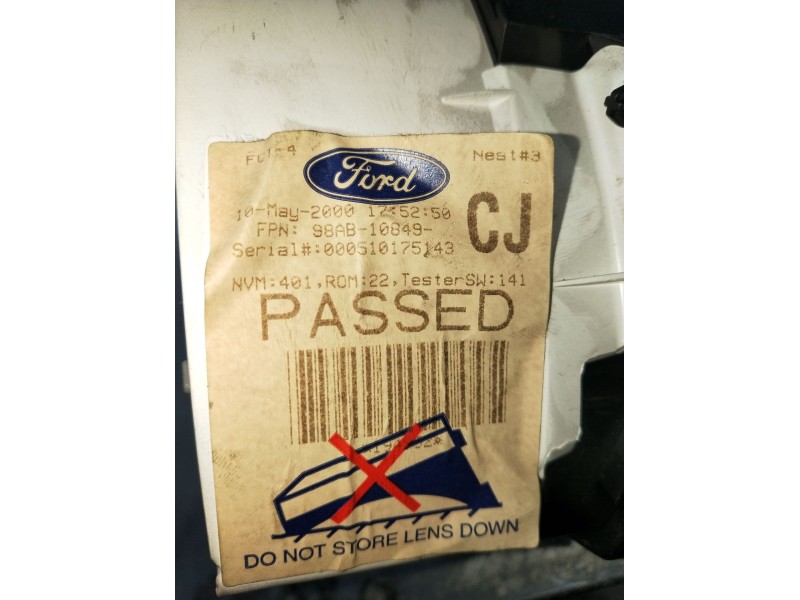 Nest#3
Ford
10-May-2000 17:52:50
FPN: 98AB-10849-
CJ
Serial#:000510175143
NVM:401,ROM:22,TesterSW:141
PASSED
DO NOT STORE LENS DOWN